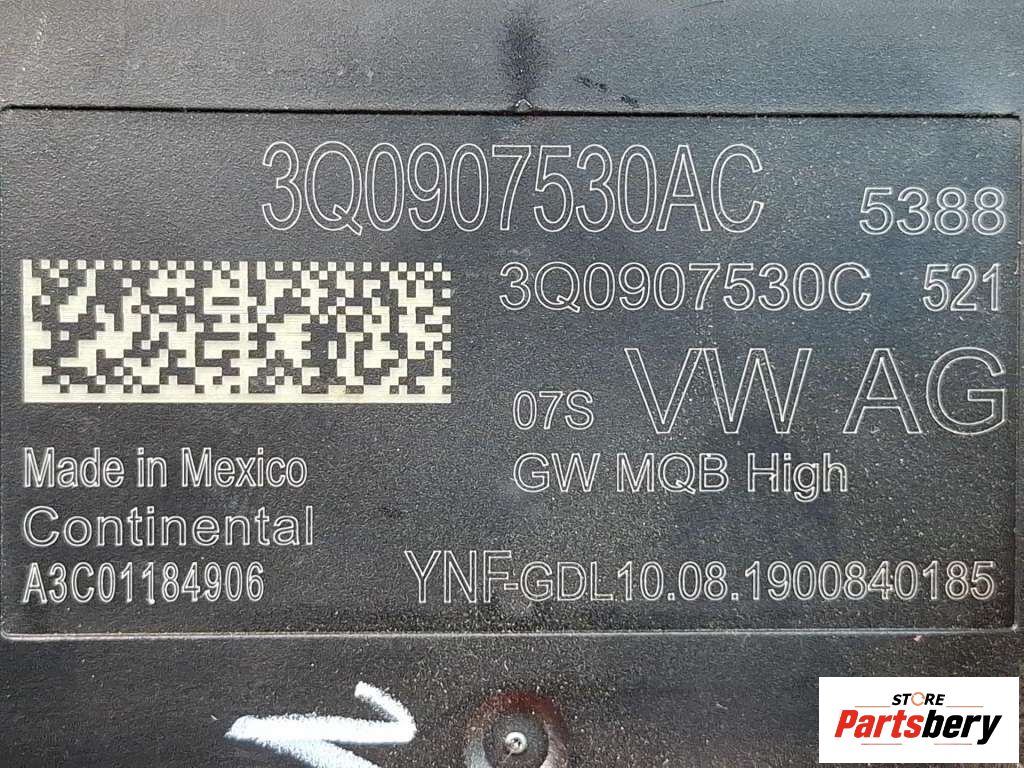 3Q0907530AC 5388
3Q0907530C 521
07S VW AG
Made in Mexico GW MQB High
Continental
A3C01184906 YNF-GDL10.08.1900840185
STORE
Partsbery